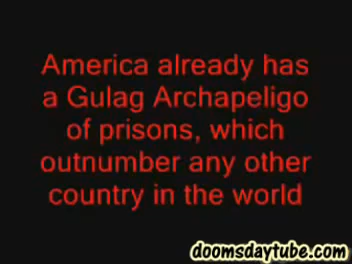 America already has
a Gulag Archapeligo
of prisons, which
outnumber any other
country in the world
doomsdaytube.com